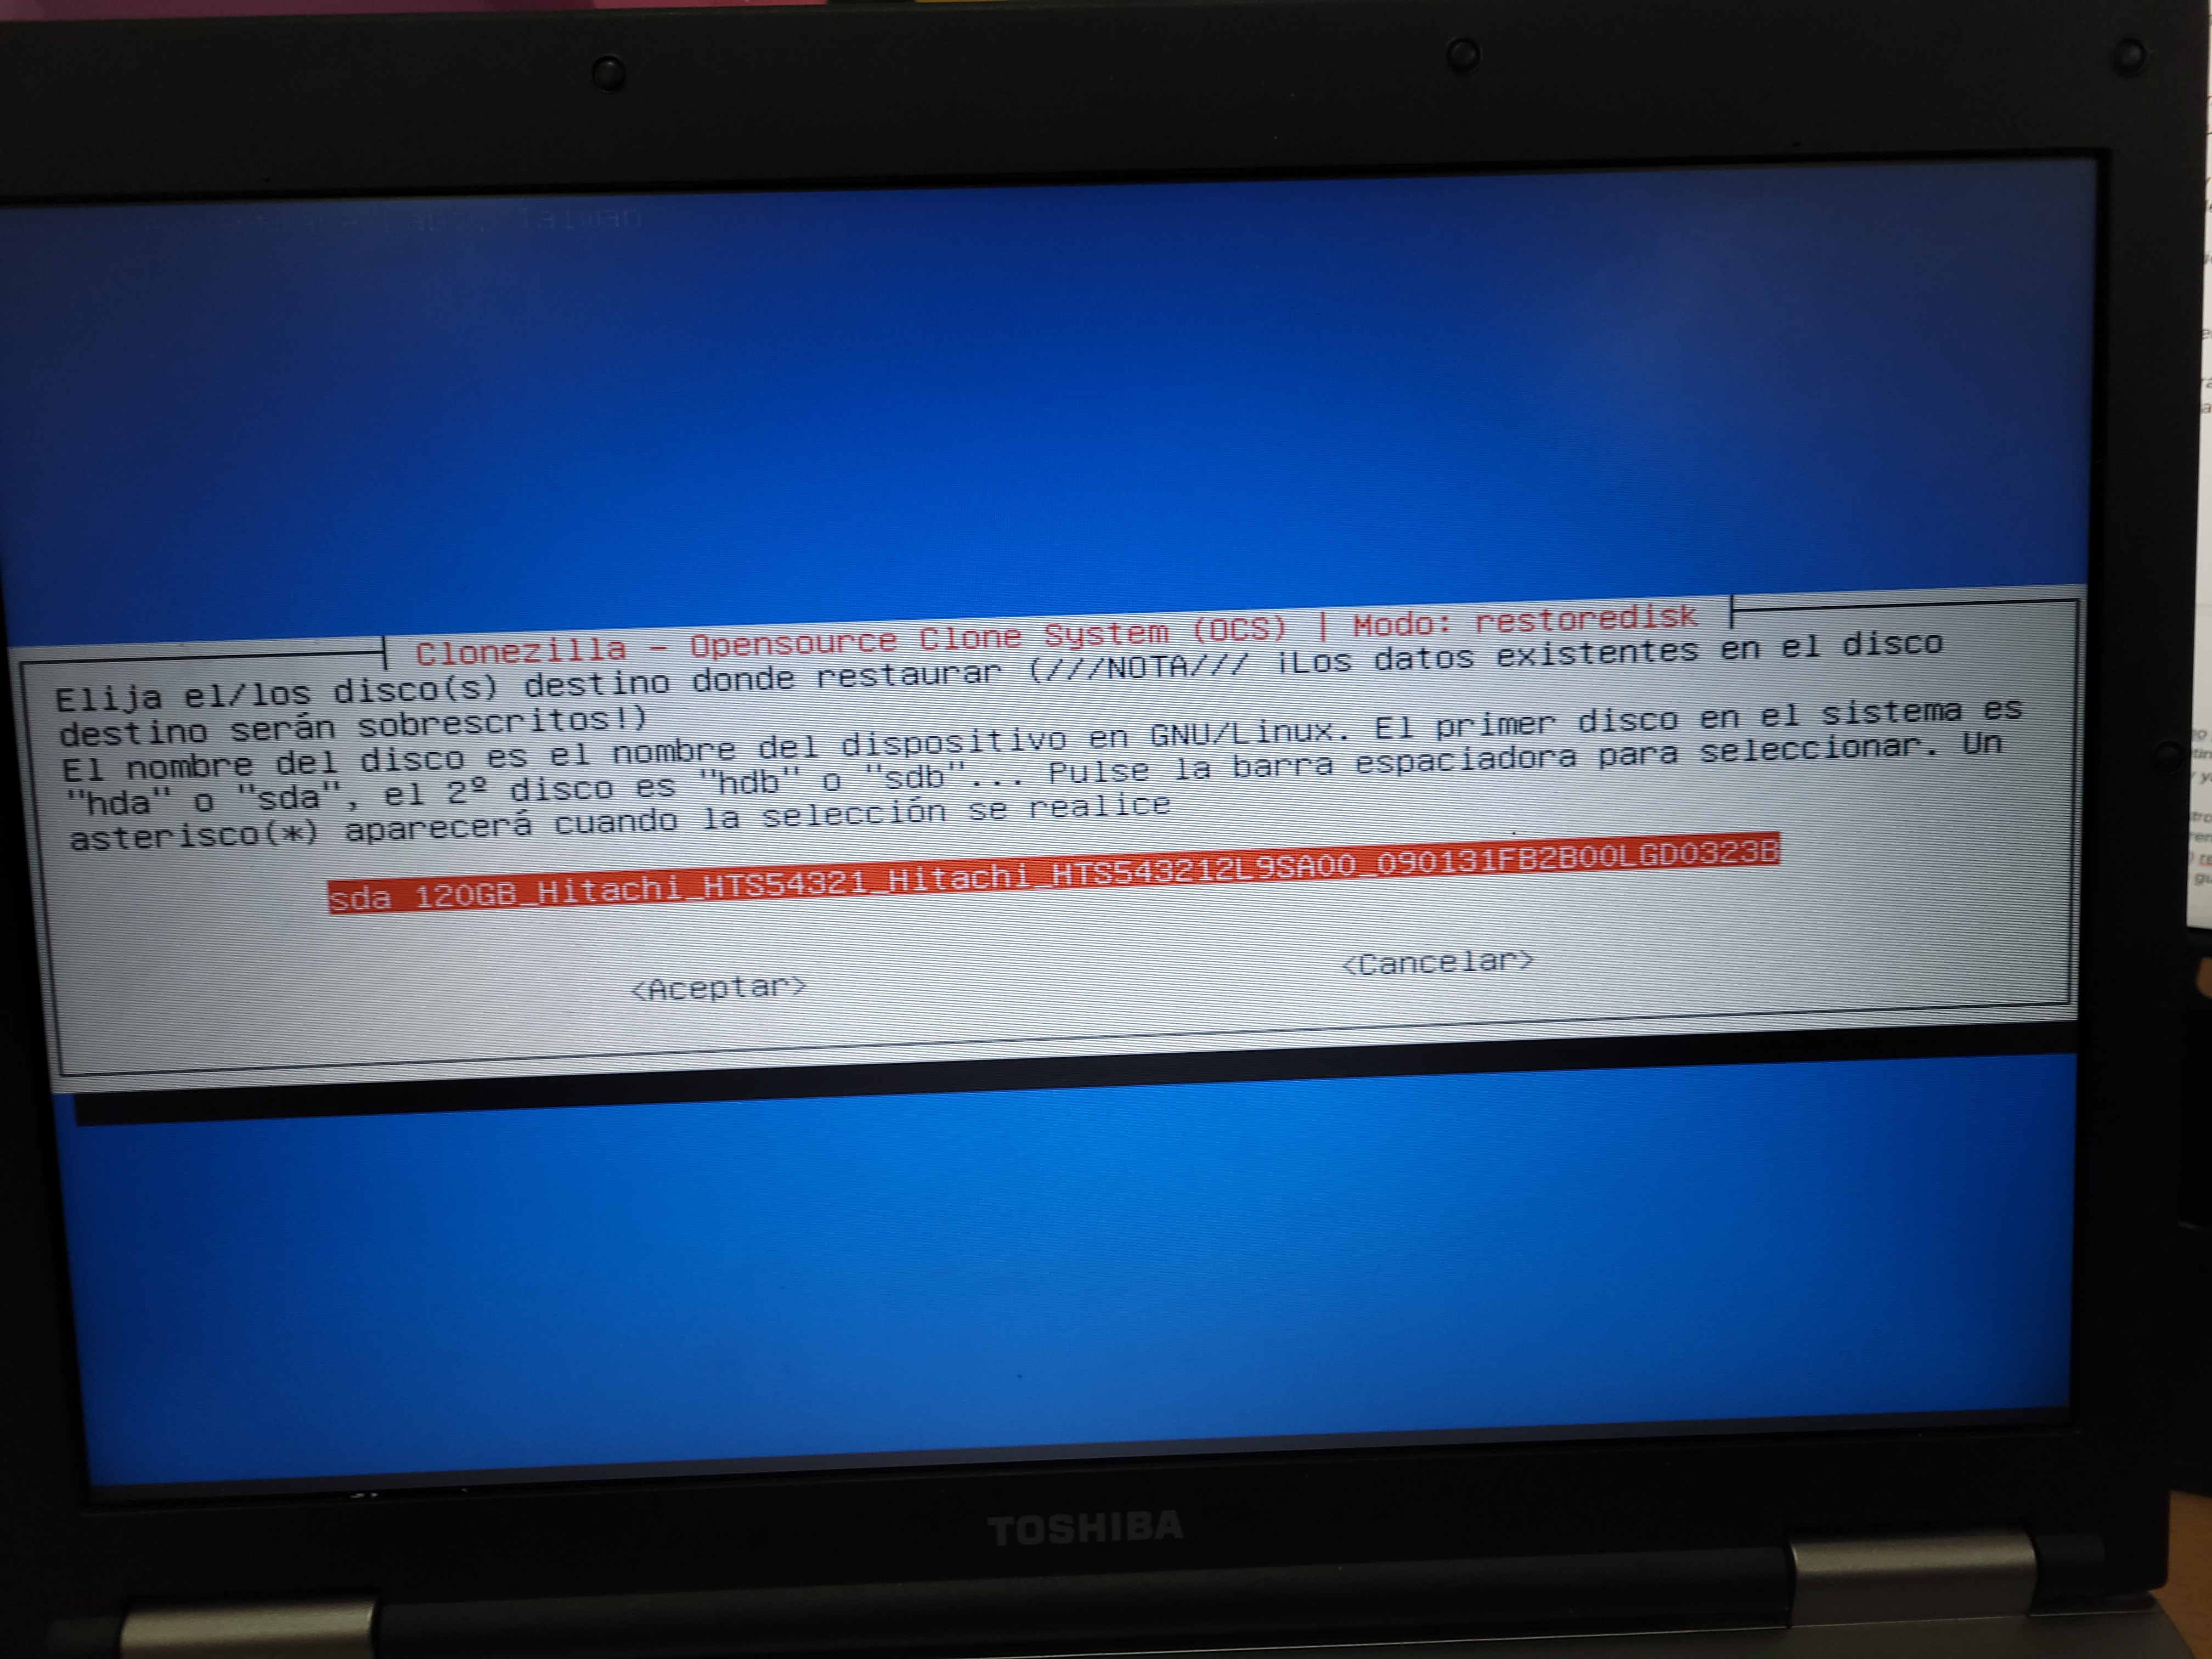 Taiwan
Clonezilla - Opensource Clone System (OCS) | Modo: restoredisk
Elija el/los disco(s) destino donde restaurar (///NOTA/// ¡Los datos existentes en el disco
destino serán sobrescritos!)
El nombre del disco es el nombre del dispositivo en GNU/Linux. El primer disco en el sistema es
"hda" o "sda", el 2º disco es "hdb" o "sdb"... Pulse la barra espaciadora para seleccionar. Un
asterisco(*) aparecerá cuando la selección se realice
sda 120GB_Hitachi_HTS54321_Hitachi_HTS543212L9SA00_090131FB2B00LGD0323B
<Aceptar> <Cancelar>
TOSHIBA